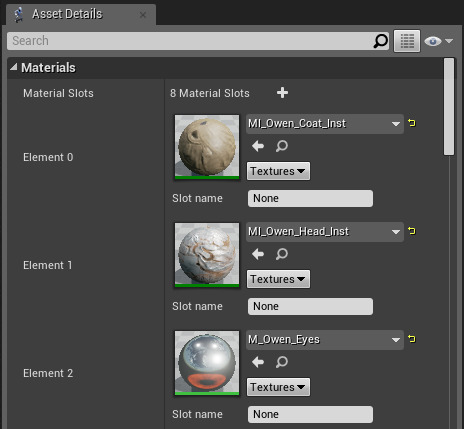 Asset Details
Search
Materials
Material Slots
8 Material Slots
Element 0
MI_Owen_Coat_Inst
Textures
Slot name
None
Element 1
MI_Owen_Head_Inst
Textures
Slot name
None
Element 2
M_Owen_Eyes
Textures
Slot name
None